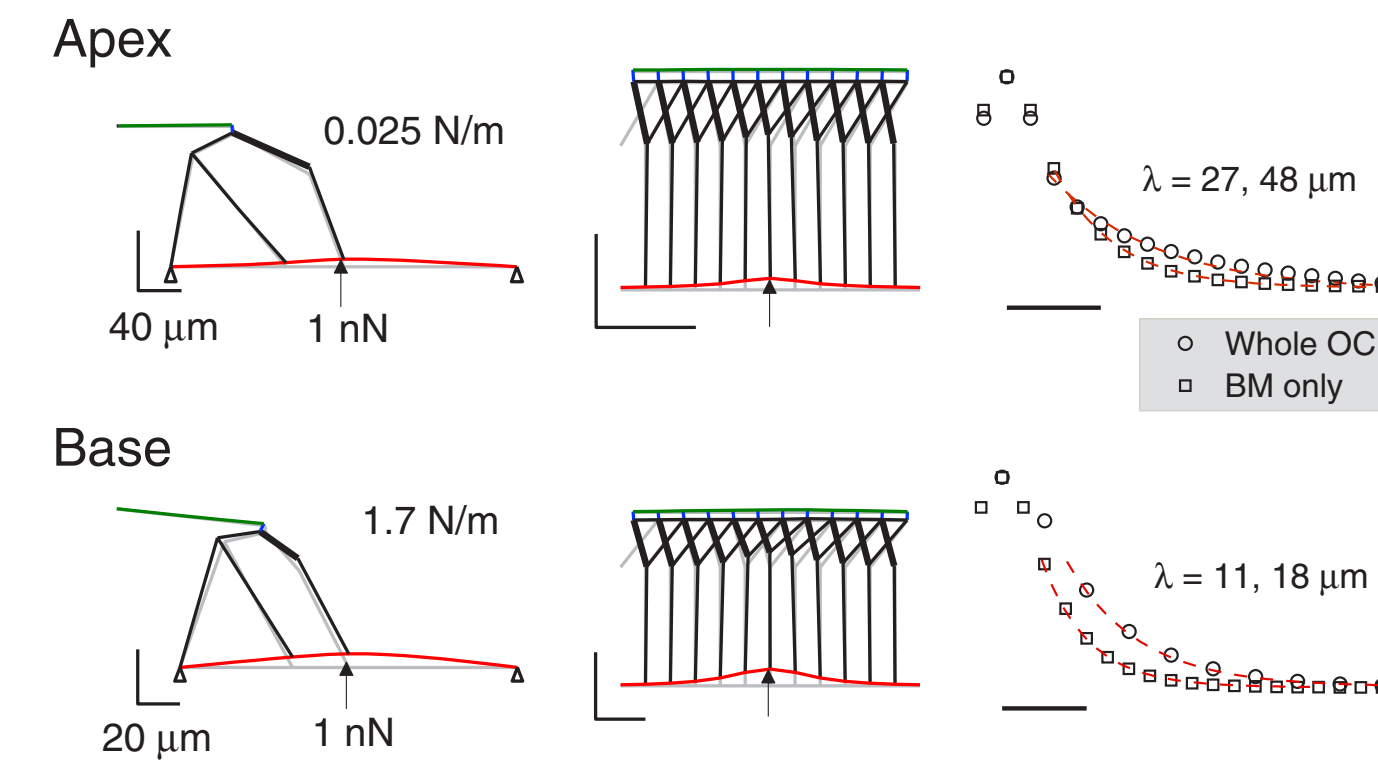 Apex
0.025 N/m
40 μm
1 nN
λ = 27, 48 μm
Whole OC
BM only
Base
1.7 N/m
20 μm
1 nN
λ = 11, 18 μm